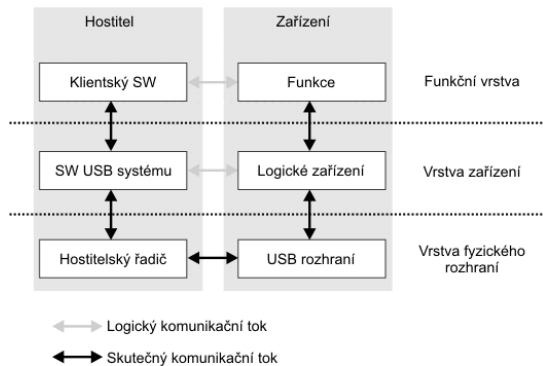 Hostitel
Zařízení
Klientský SW
Funkce
Funkční vrstva
SW USB systému
Logické zařízení
Vrstva zařízení
Hostitelský řadič
USB rozhraní
Vrstva fyzického
rozhraní
Logický komunikační tok
Skutečný komunikační tok